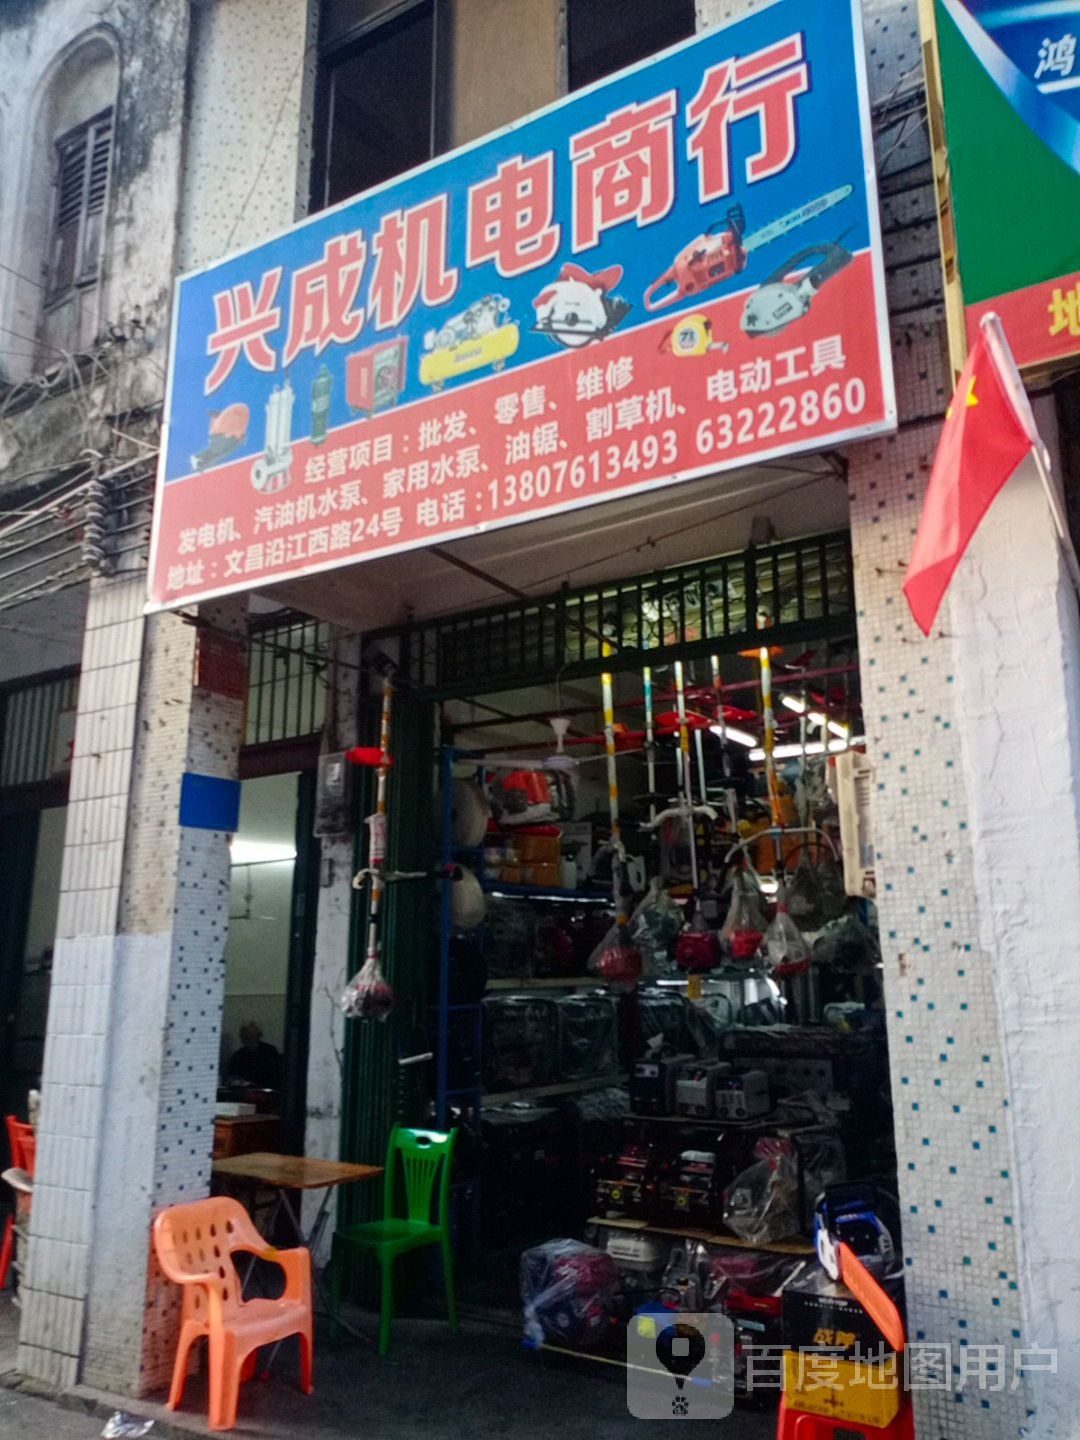 兴成机电商行
经营项目：批发、零售、维修
发电机、汽油机水泵、家用水泵、油锯、割草机、电动工具
地址：文昌沿江西路24号 电话：13807613493 63222860
鸿
地
百度地图用户